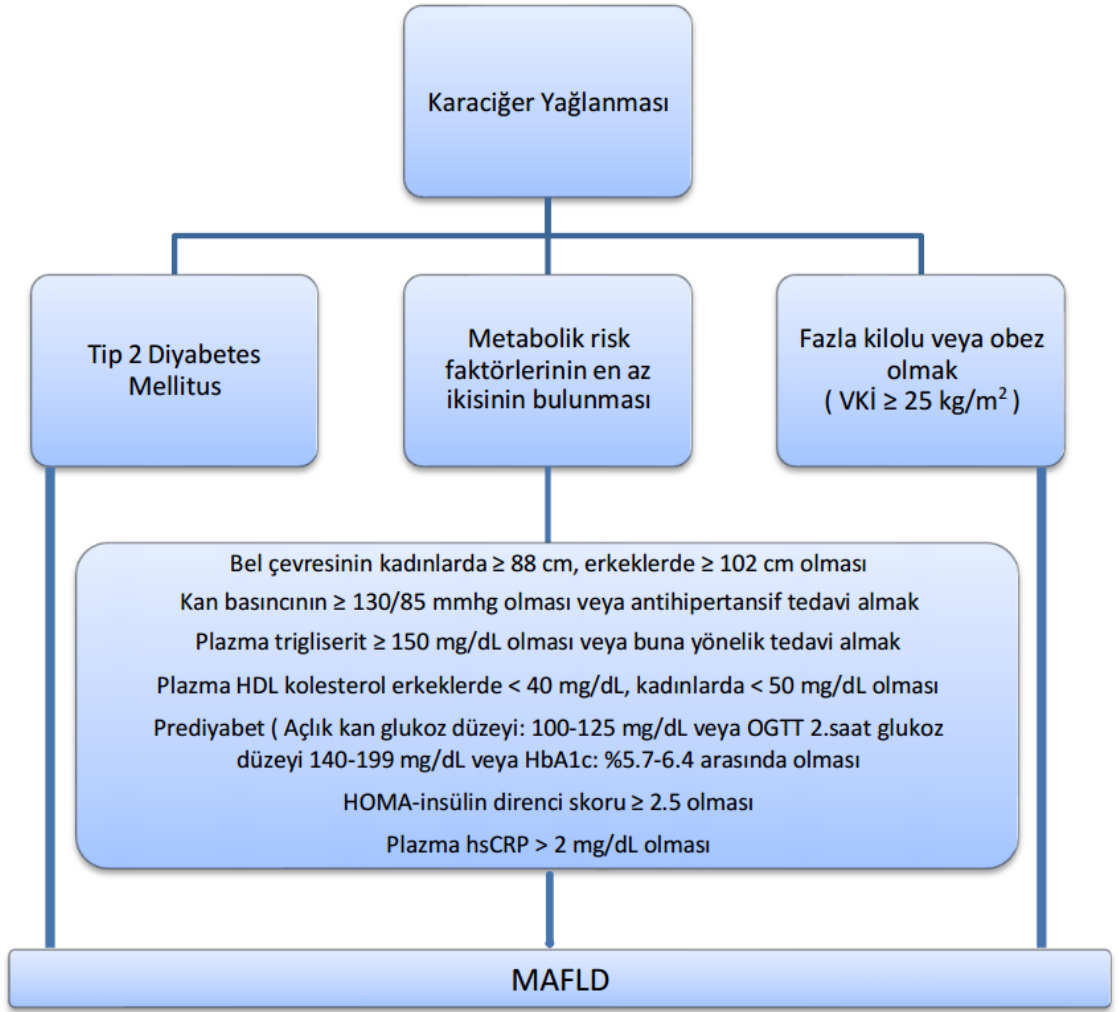 Karaciğer Yağlanması
Tip 2 Diyabetes
Mellitus
Metabolik risk
faktörlerinin en az
ikisinin bulunması
Fazla kilolu veya obez
olmak
( VKİ ≥ 25 kg/m² )
Bel çevresinin kadınlarda ≥ 88 cm, erkeklerde ≥ 102 cm olması
Kan basıncının ≥ 130/85 mmhg olması veya antihipertansif tedavi almak
Plazma trigliserit ≥ 150 mg/dL olması veya buna yönelik tedavi almak
Plazma HDL kolesterol erkeklerde < 40 mg/dL, kadınlarda < 50 mg/dL olması
Prediyabet ( Açlık kan glukoz düzeyi: 100-125 mg/dL veya OGTT 2.saat glukoz
düzeyi 140-199 mg/dL veya HbA1c: %5.7-6.4 arasında olması
HOMA-insülin direnci skoru ≥ 2.5 olması
Plazma hsCRP > 2 mg/dL olması
MAFLD